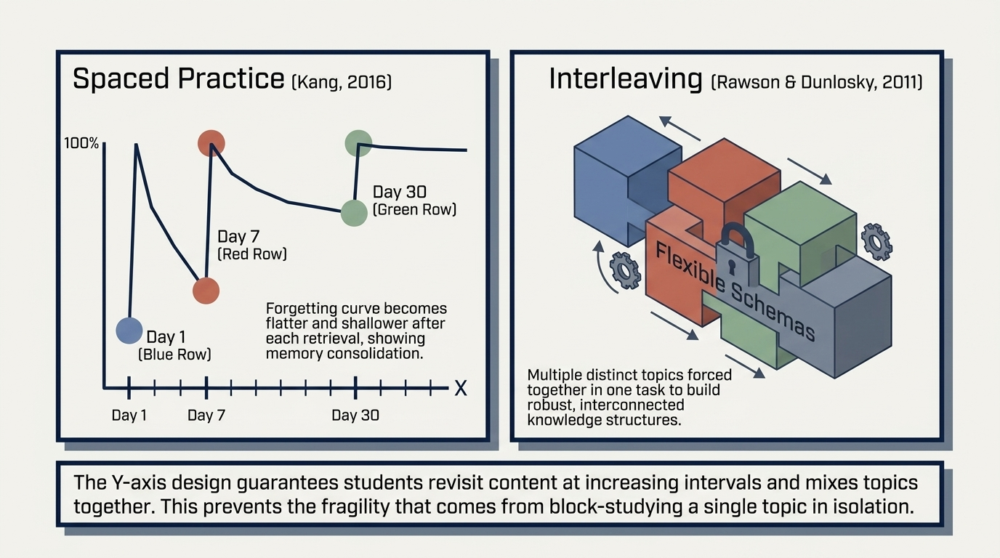 Spaced Practice (Kang, 2016)
100%
Day 30
(Green Row)
Day 7
(Red Row)
Forgetting curve becomes
flatter and shallower after
each retrieval, showing
memory consolidation.
Day 1
(Blue Row)
X
Day 1 Day 7 Day 30
Interleaving (Rawson & Dunlosky, 2011)
Flexible Schemas
Multiple distinct topics forced
together in one task to build
robust, interconnected
knowledge structures.
The Y-axis design guarantees students revisit content at increasing intervals and mixes topics
together. This prevents the fragility that comes from block-studying a single topic in isolation.